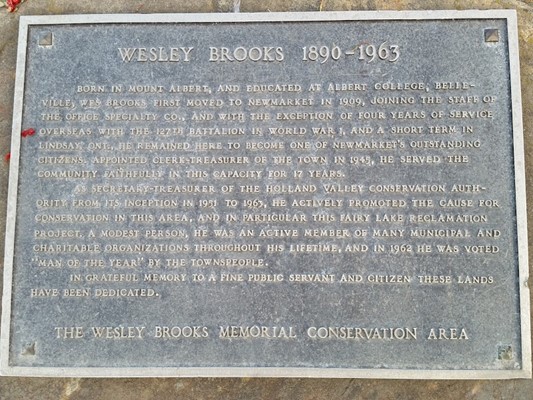 WESLEY BROOKS 1890-1963
BORN IN MOUNT ALBERT, AND EDUCATED AT ALBERT COLLEGE, BELLE-
VILLE, WES BROOKS FIRST MOVED TO NEWMARKET IN 1909, JOINING THE STAFF OF
THE OFFICE SPECIALTY CO., AND WITH THE EXCEPTION OF FOUR YEARS OF SERVICE
OVERSEAS WITH THE 127TH BATTALION IN WORLD WAR I, AND A SHORT TERM IN
LINDSAY, ONT., HE REMAINED HERE TO BECOME ONE OF NEWMARKET'S OUTSTANDING
CITIZENS. APPOINTED CLERK-TREASURER OF THE TOWN IN 1945, HE SERVED THE
COMMUNITY FAITHFULLY IN THIS CAPACITY FOR 17 YEARS.
AS SECRETARY-TREASURER OF THE HOLLAND VALLEY CONSERVATION AUTH-
ORITY FROM ITS INCEPTION IN 1951 TO 1963, HE ACTIVELY PROMOTED THE CAUSE FOR
CONSERVATION IN THIS AREA, AND IN PARTICULAR THIS FAIRY LAKE RECLAMATION
PROJECT. A MODEST PERSON, HE WAS AN ACTIVE MEMBER OF MANY MUNICIPAL AND
CHARITABLE ORGANIZATIONS THROUGHOUT HIS LIFETIME, AND IN 1962 HE WAS VOTED
"MAN OF THE YEAR" BY THE TOWNSPEOPLE.
IN GRATEFUL MEMORY TO A FINE PUBLIC SERVANT AND CITIZEN THESE LANDS
HAVE BEEN DEDICATED.
THE WESLEY BROOKS MEMORIAL CONSERVATION AREA